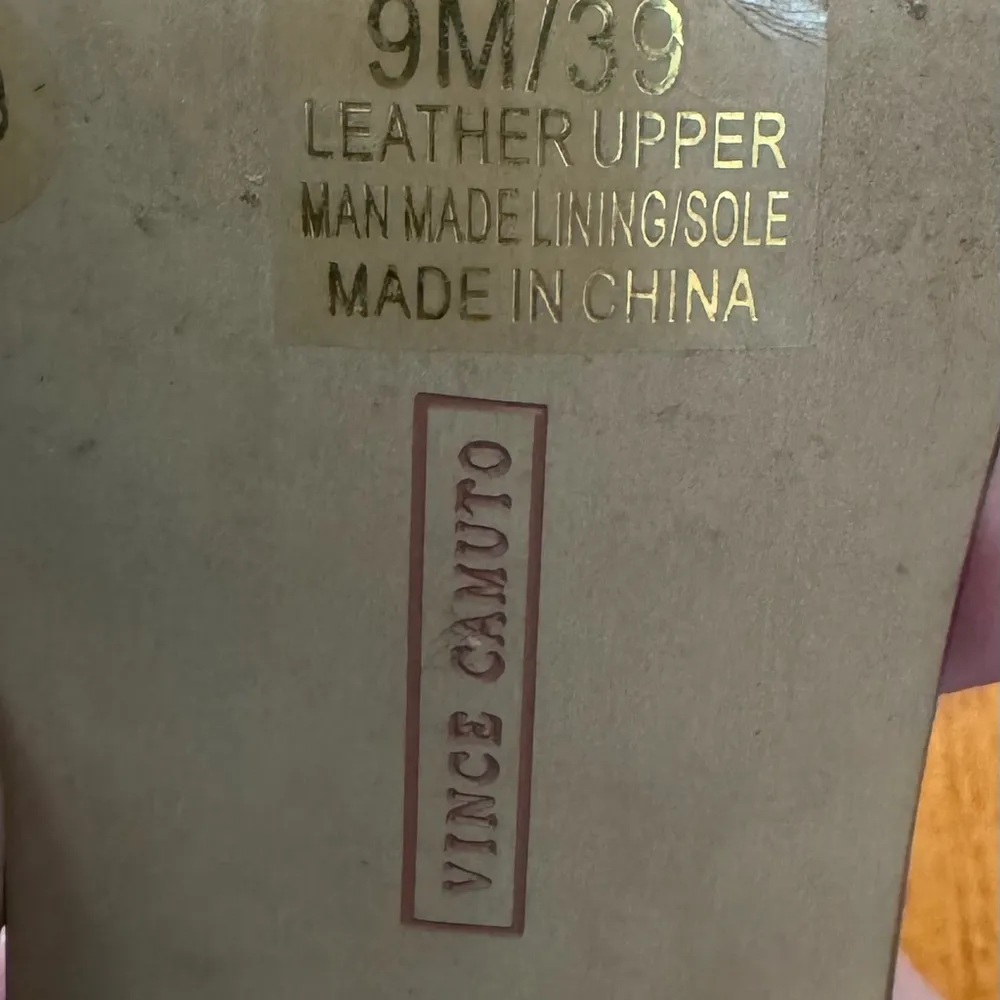 9M/39
LEATHER UPPER
MAN MADE LINING/SOLE
MADE IN CHINA
VINCE CAMUTO